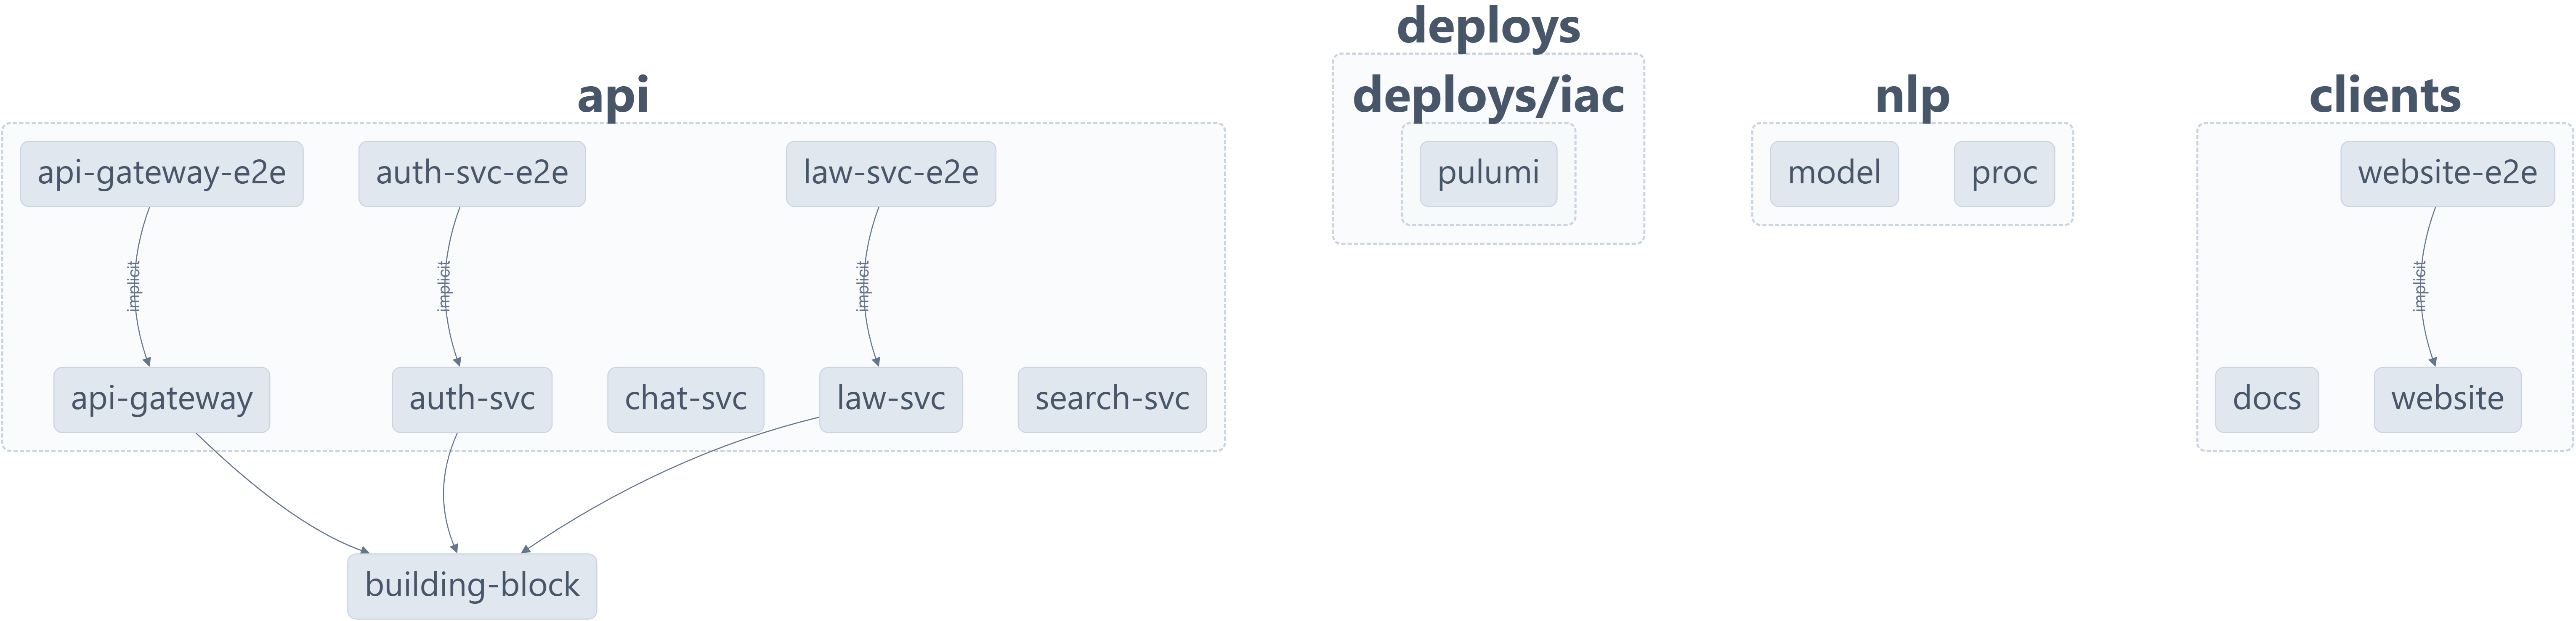 deploys
api
deploys/iac
nlp
clients
api-gateway-e2e
auth-svc-e2e
law-svc-e2e
pulumi
model
proc
website-e2e
implicit
implicit
implicit
implicit
api-gateway
auth-svc
chat-svc
law-svc
search-svc
docs
website
building-block